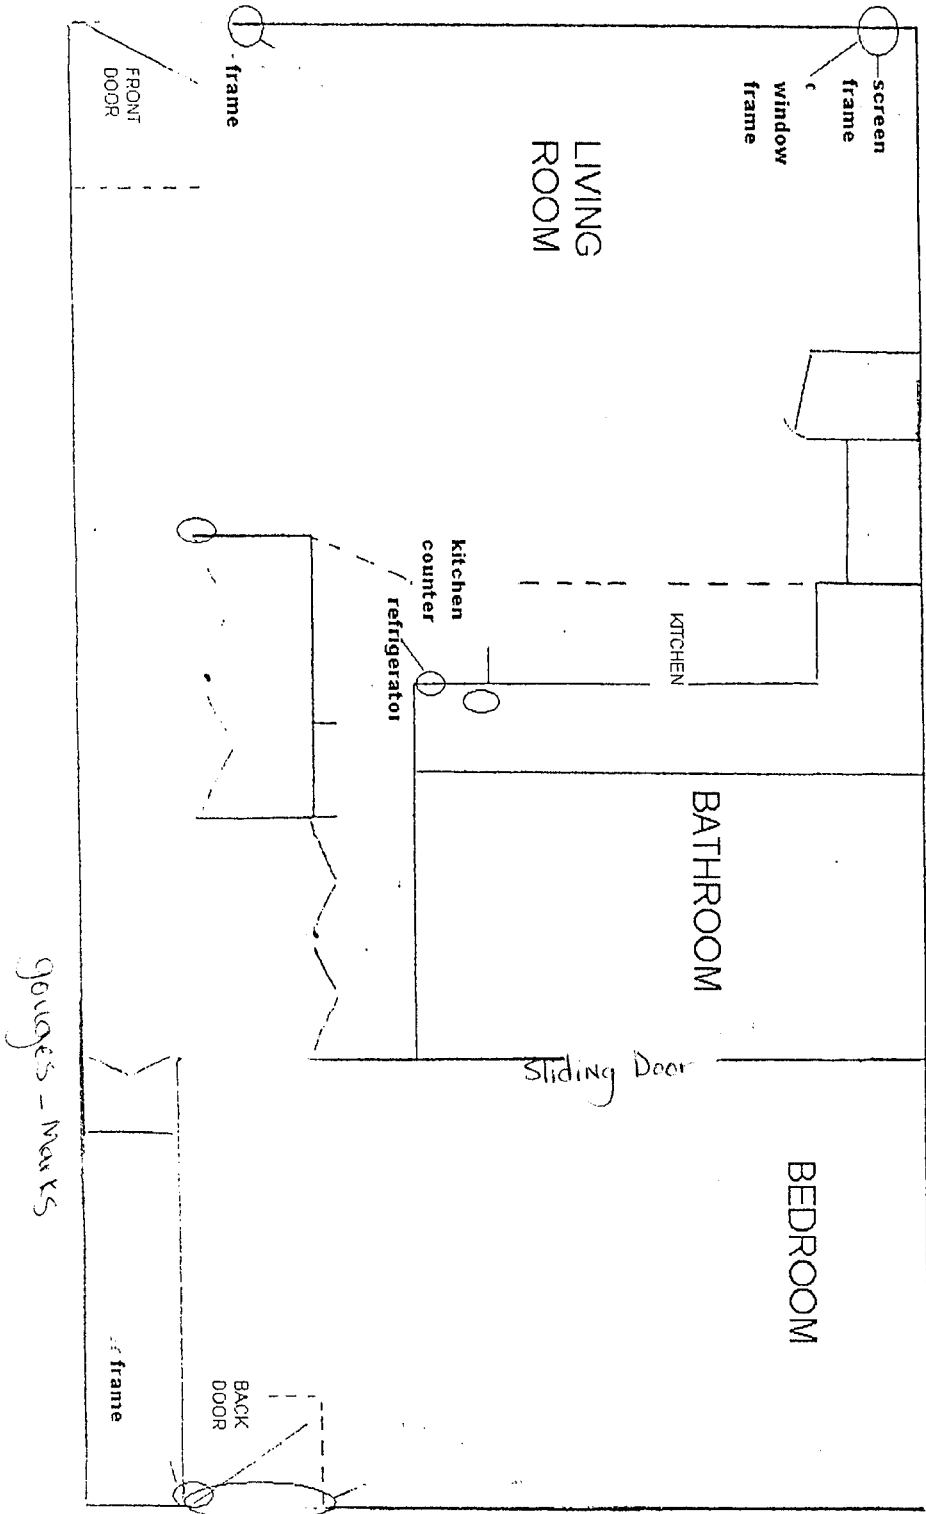 screen
frame
c
window
frame
- frame
FRONT
DOOR
LIVING
ROOM
kitchen
counter
refrigerator
KITCHEN
BATHROOM
Sliding Door
BEDROOM
gouges - Marks
BACK
DOOR
frame